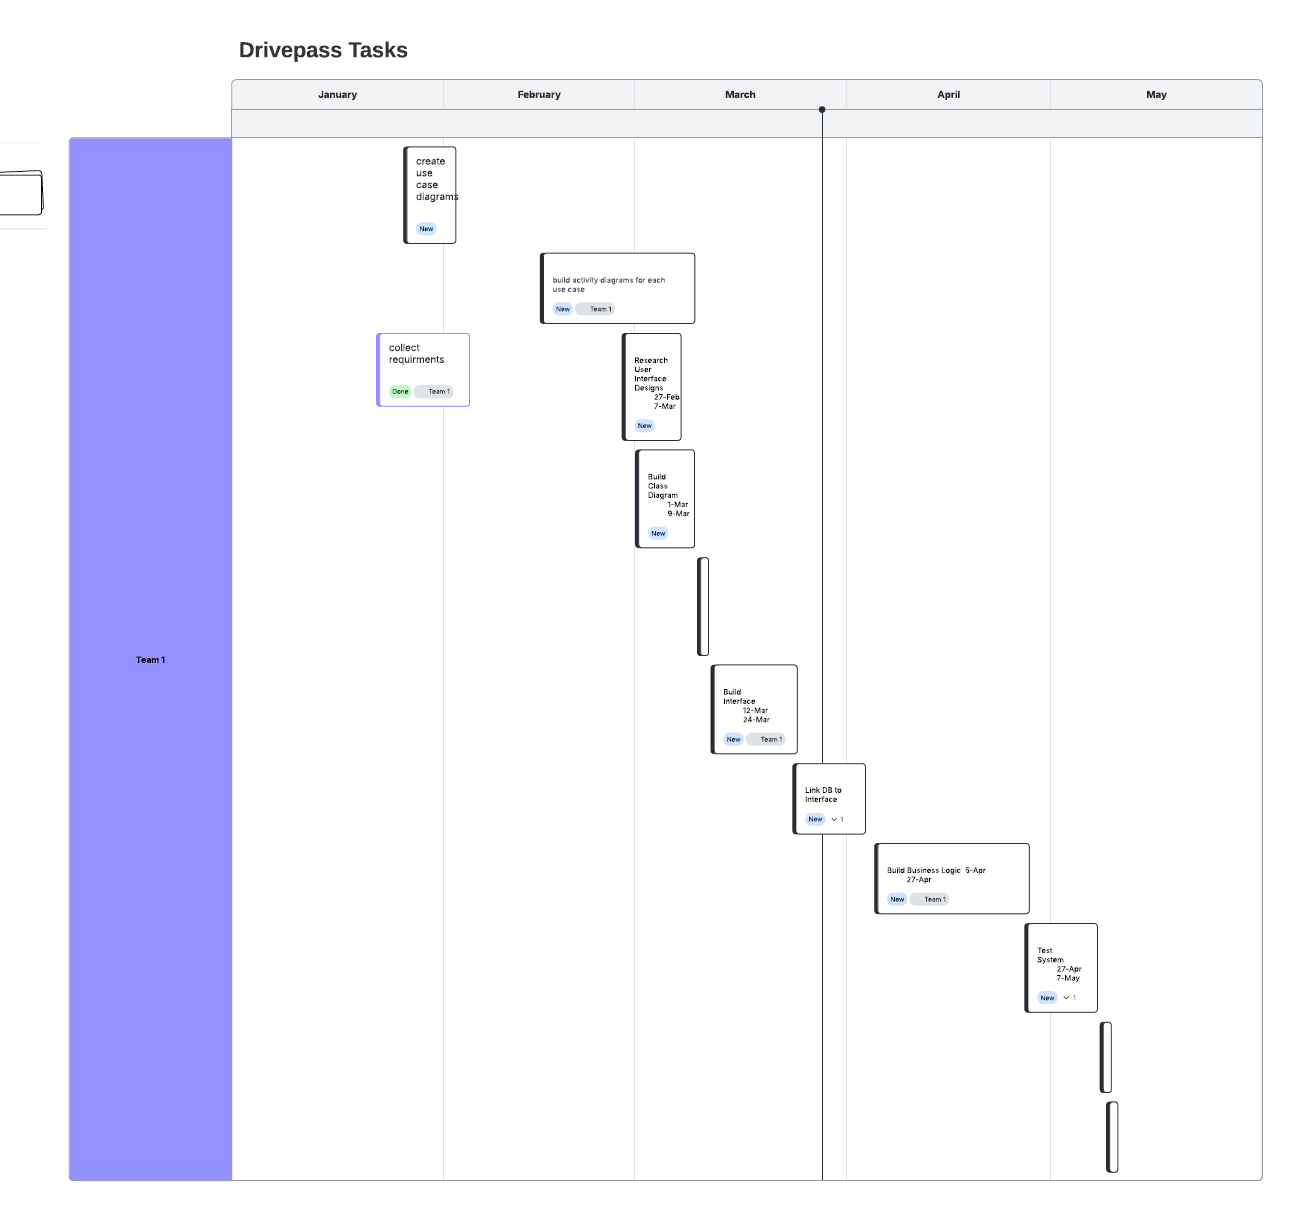 Drivepass Tasks
January
February
March
April
May
Team 1
create
use
case
diagrams
New
build activity diagrams for each
use case
New
Team 1
collect
requirments
Done
Team 1
Research
User
Interface
Designs
27-Feb
7-Mar
New
Build
Class
Diagram
1-Mar
9-Mar
New
Build
Interface
12-Mar
24-Mar
New
Team 1
Link DB to
Interface
New
1
Build Business Logic 5-Apr
27-Apr
New
Team 1
Test
System
27-Apr
7-May
New
1